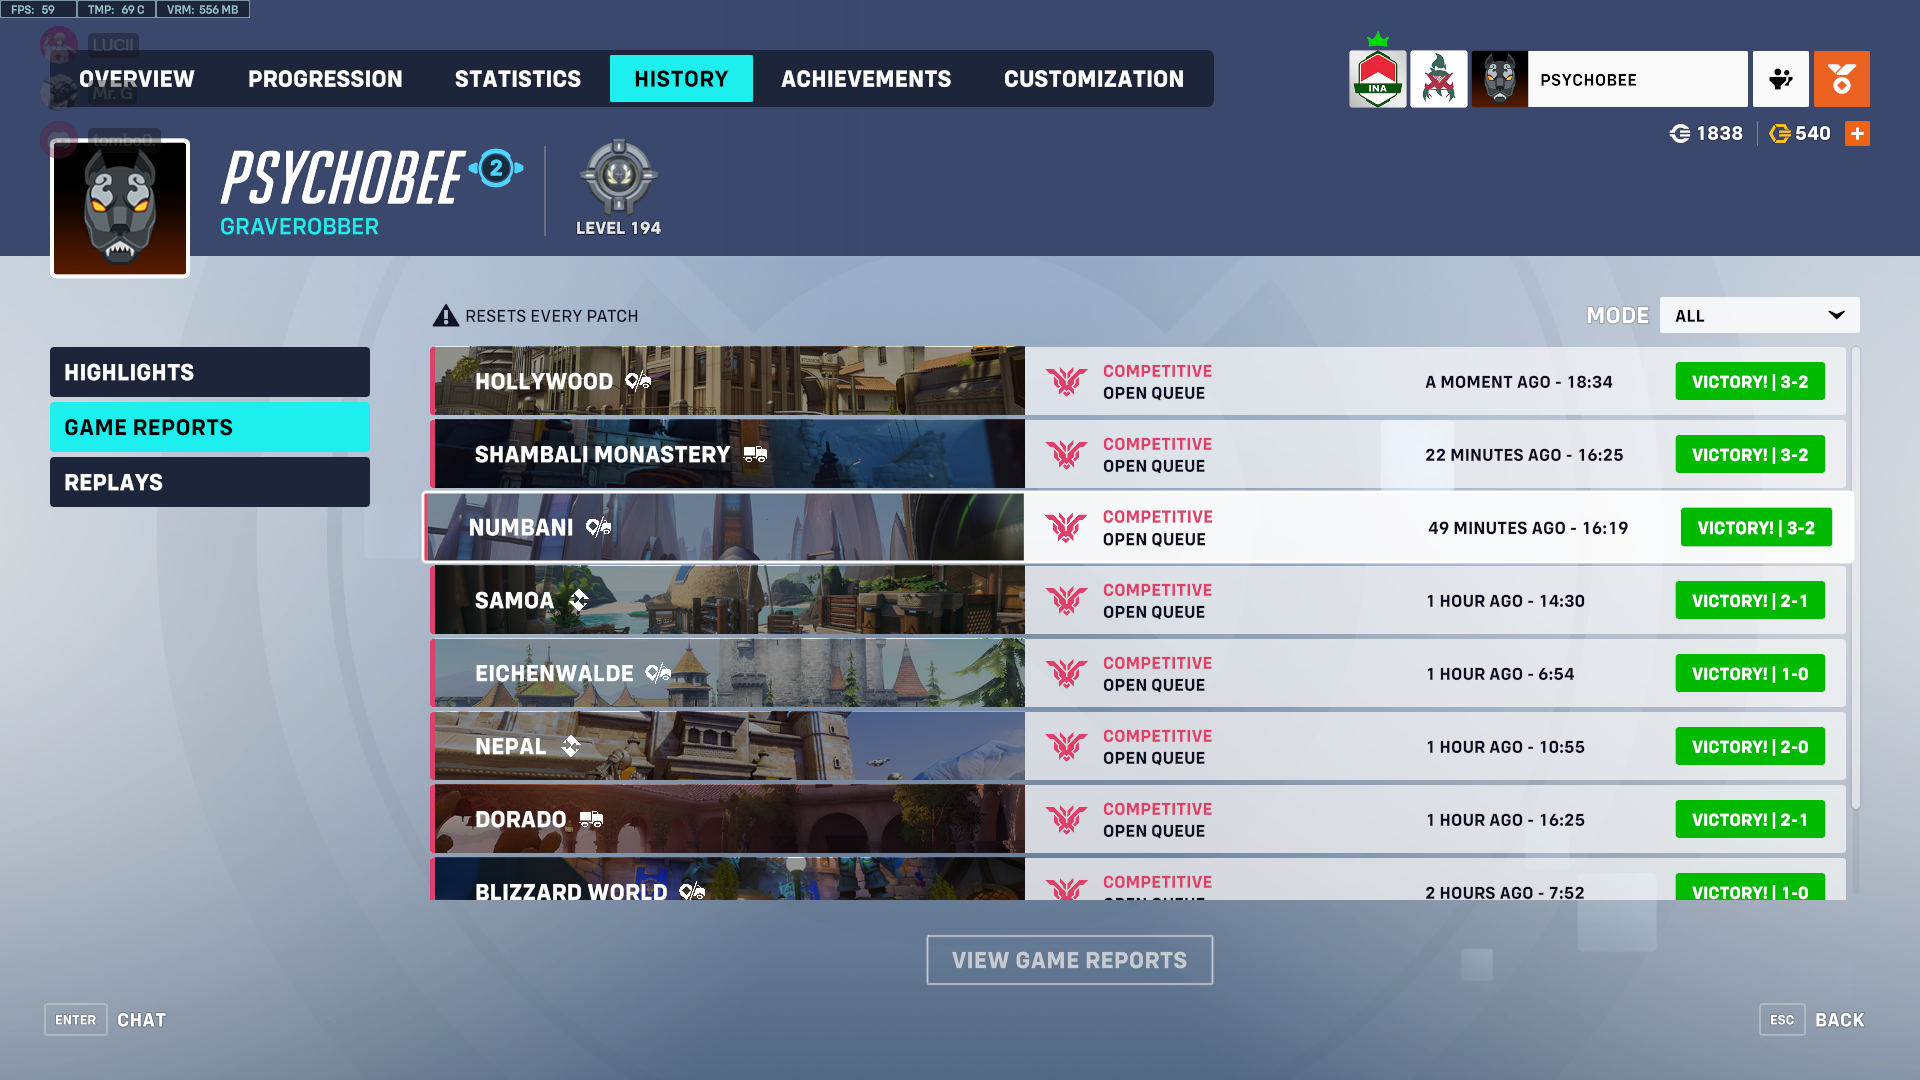 FPS: 59 TMP: 69 C VRM: 556 MB
LUCII
Mr. G
tombo0.
OVERVIEW PROGRESSION STATISTICS HISTORY ACHIEVEMENTS CUSTOMIZATION
INA
PSYCHOBEE
1838 540 +
PSYCHOBEE 2
GRAVEROBBER
LEVEL 194
RESETS EVERY PATCH
MODE ALL
HIGHLIGHTS
GAME REPORTS
REPLAYS
HOLLYWOOD COMPETITIVE OPEN QUEUE A MOMENT AGO - 18:34 VICTORY! | 3-2
SHAMBALI MONASTERY COMPETITIVE OPEN QUEUE 22 MINUTES AGO - 16:25 VICTORY! | 3-2
NUMBANI COMPETITIVE OPEN QUEUE 49 MINUTES AGO - 16:19 VICTORY! | 3-2
SAMOA COMPETITIVE OPEN QUEUE 1 HOUR AGO - 14:30 VICTORY! | 2-1
EICHENWALDE COMPETITIVE OPEN QUEUE 1 HOUR AGO - 6:54 VICTORY! | 1-0
NEPAL COMPETITIVE OPEN QUEUE 1 HOUR AGO - 10:55 VICTORY! | 2-0
DORADO COMPETITIVE OPEN QUEUE 1 HOUR AGO - 16:25 VICTORY! | 2-1
BLIZZARD WORLD COMPETITIVE OPEN QUEUE 2 HOURS AGO - 7:52 VICTORY! | 1-0
VIEW GAME REPORTS
ENTER CHAT
ESC BACK